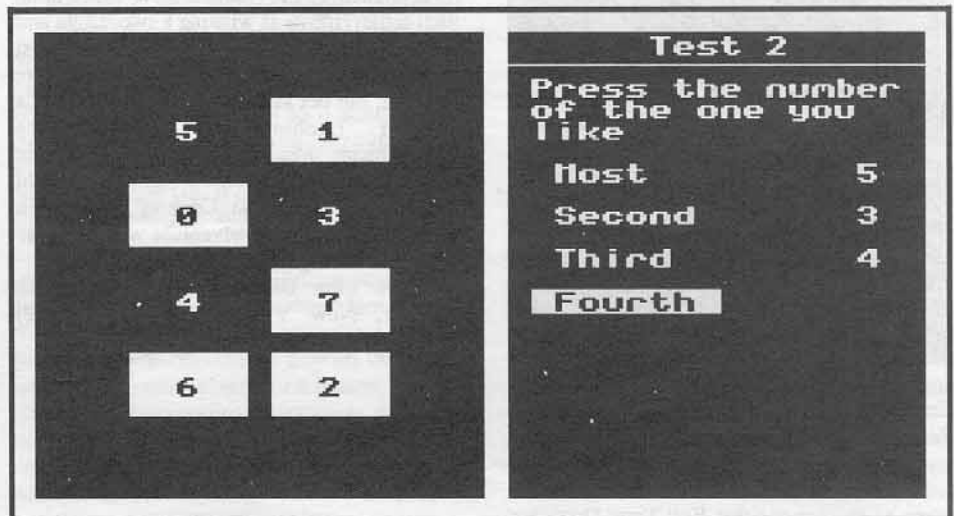 5 1
0 3
4 7
6 2
Test 2
Press the number
of the one you
like
Most 5
Second 3
Third 4
Fourth